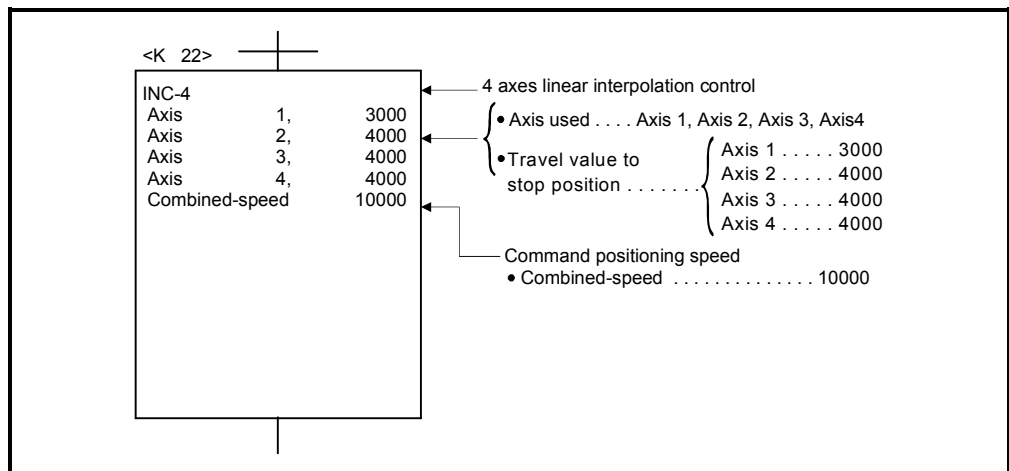 <K 22>
INC-4
Axis 1, 3000
Axis 2, 4000
Axis 3, 4000
Axis 4, 4000
Combined-speed 10000
4 axes linear interpolation control
• Axis used . . . . Axis 1, Axis 2, Axis 3, Axis4
• Travel value to
stop position . . . . . . .
Axis 1 . . . . . 3000
Axis 2 . . . . . 4000
Axis 3 . . . . . 4000
Axis 4 . . . . . 4000
Command positioning speed
• Combined-speed . . . . . . . . . . . . . . 10000